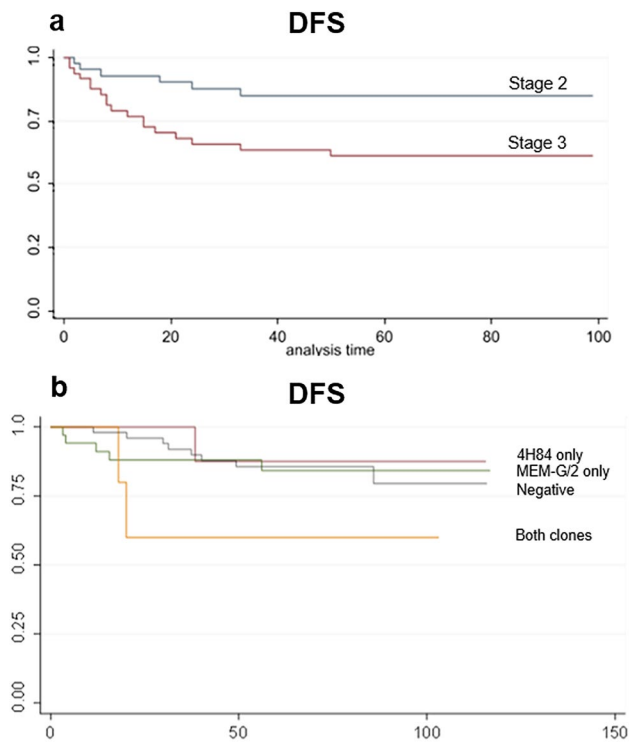 a
DFS
1.0
0.7
0.5
0.2
0.0
Stage 2
Stage 3
0 20 40 60 80 100
analysis time
b
DFS
1.0
0.75
0.50
0.25
0.00
4H84 only
MEM-G/2 only
Negative
Both clones
0 50 100 150